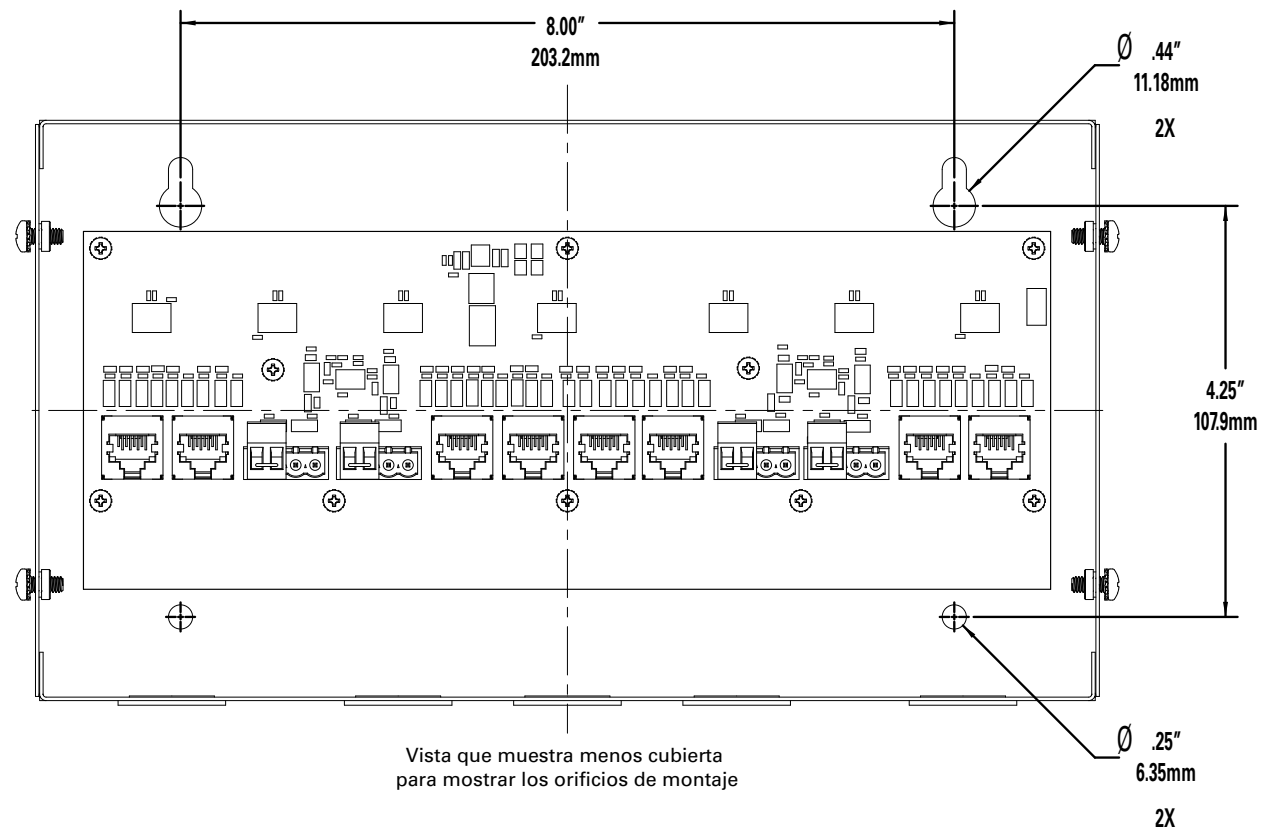 8.00"
203.2mm
Ø .44"
11.18mm
2X
4.25"
107.9mm
Vista que muestra menos cubierta
para mostrar los orificios de montaje
Ø .25"
6.35mm
2X